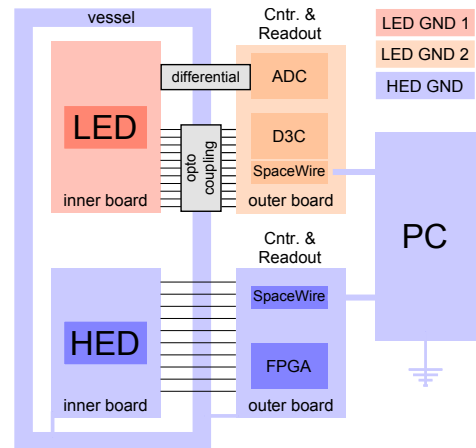 vessel
Cntr. &
Readout
LED GND 1
LED GND 2
HED GND
differential
ADC
LED
D3C
opto
coupling
SpaceWire
inner board
outer board
PC
Cntr. &
Readout
SpaceWire
HED
FPGA
inner board
outer board